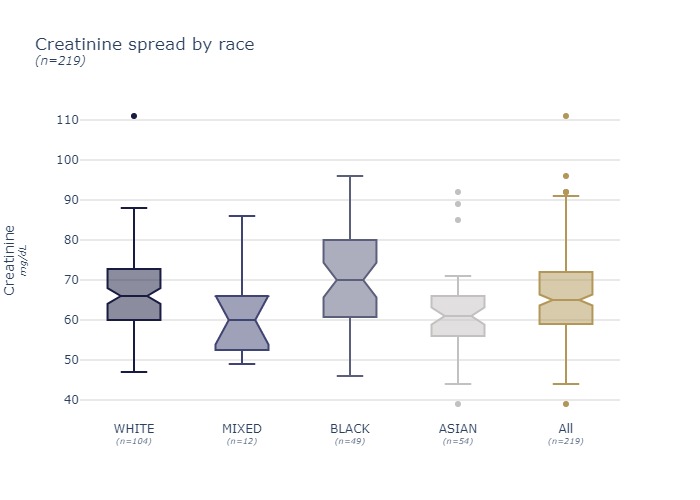 Creatinine spread by race
(n=219)
110
100
90
80
70
60
50
40
Creatinine
mg/dL
WHITE MIXED BLACK ASIAN All
(n=104) (n=12) (n=49) (n=54) (n=219)